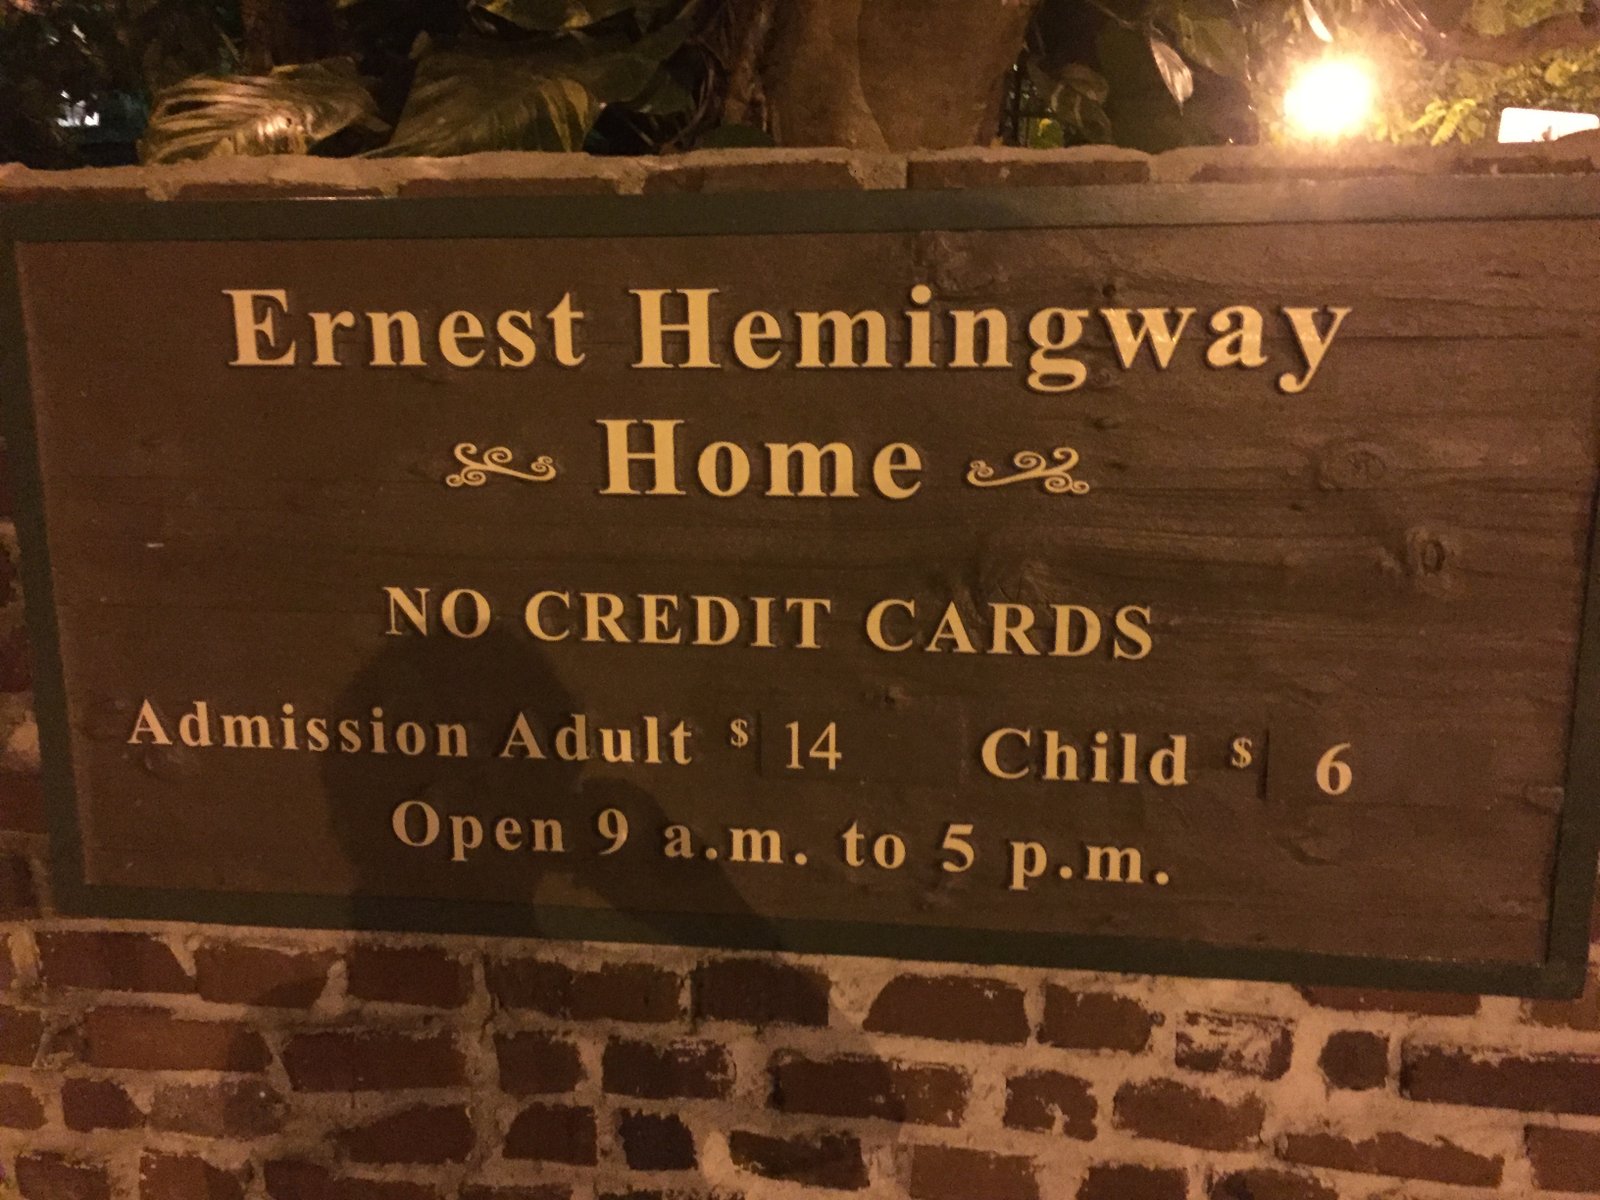 Ernest Hemingway
Home
NO CREDIT CARDS
Admission Adult $ 14 Child $ 6
Open 9 a.m. to 5 p.m.